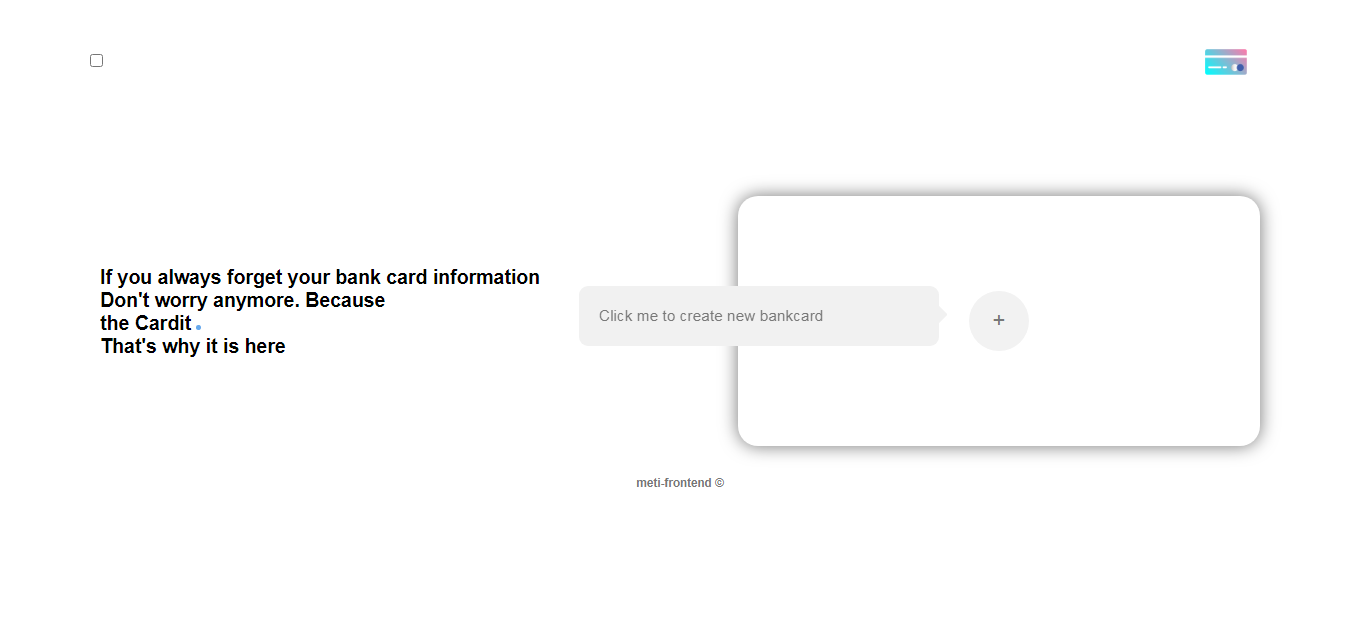 If you always forget your bank card information
Don't worry anymore. Because
the Cardit.
That's why it is here
Click me to create new bankcard
+
meti-frontend ©